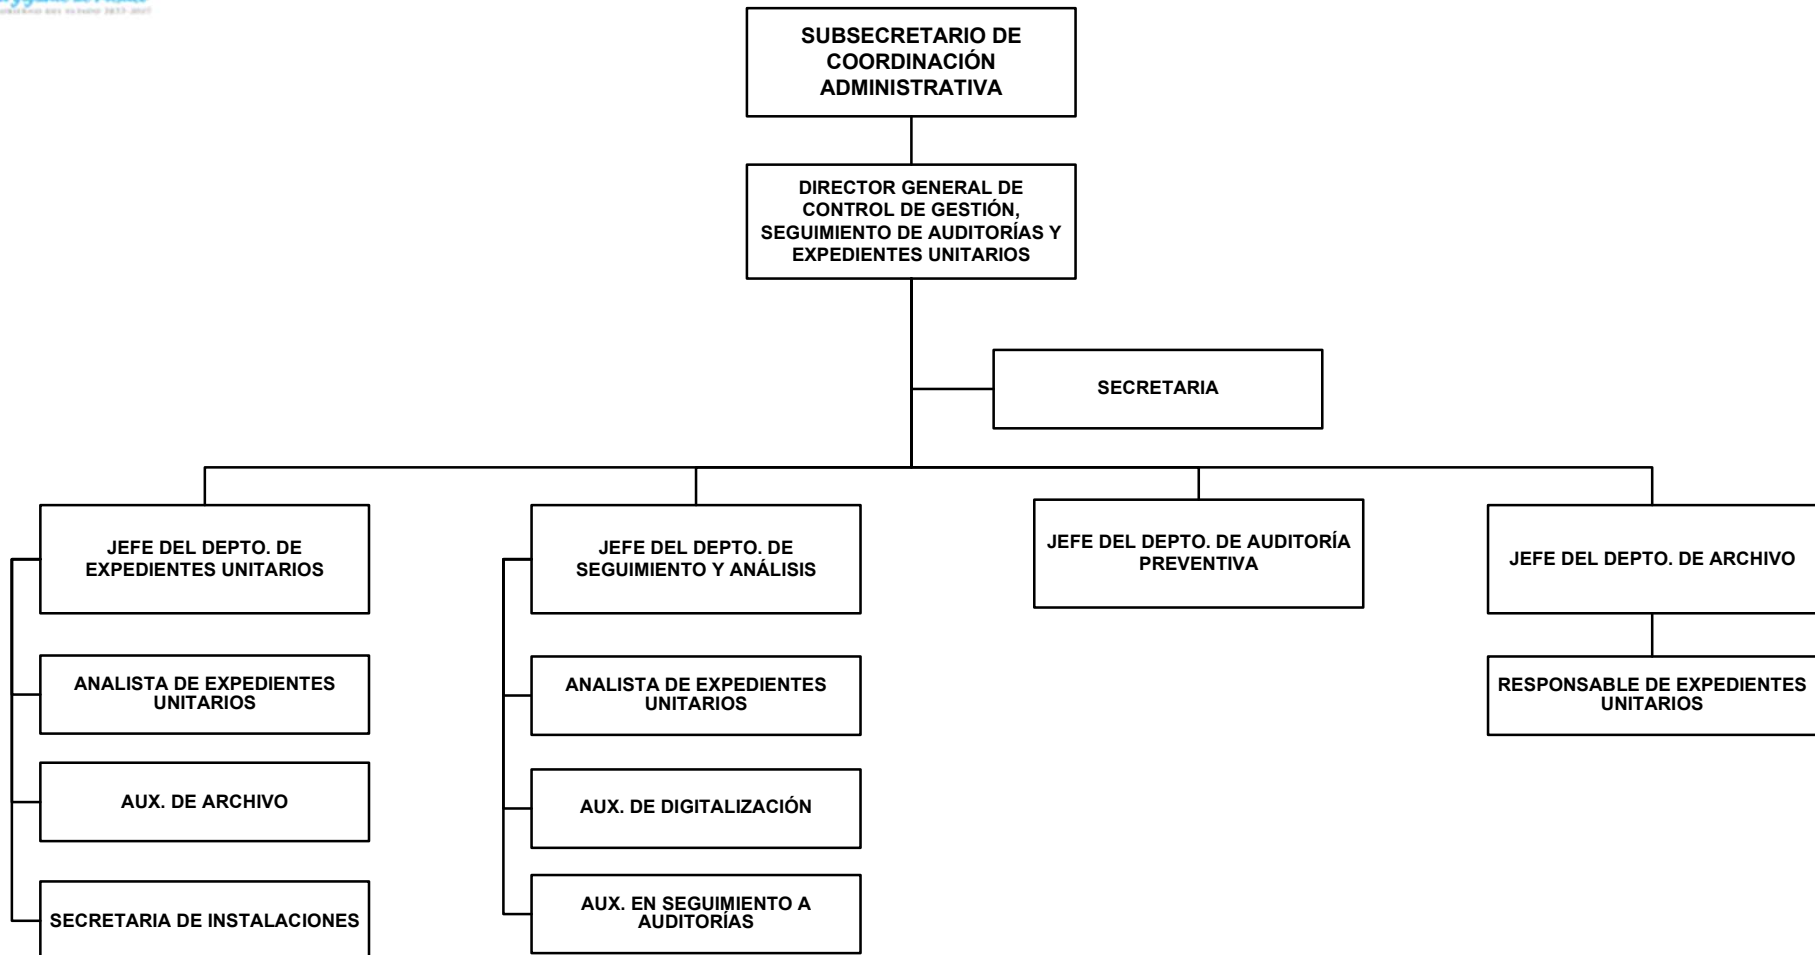 SUBSECRETARIO DE
COORDINACIÓN
ADMINISTRATIVA
DIRECTOR GENERAL DE
CONTROL DE GESTIÓN,
SEGUIMIENTO DE AUDITORÍAS Y
EXPEDIENTES UNITARIOS
SECRETARIA
JEFE DEL DEPTO. DE
EXPEDIENTES UNITARIOS
ANALISTA DE EXPEDIENTES
UNITARIOS
AUX. DE ARCHIVO
SECRETARIA DE INSTALACIONES
JEFE DEL DEPTO. DE
SEGUIMIENTO Y ANÁLISIS
ANALISTA DE EXPEDIENTES
UNITARIOS
AUX. DE DIGITALIZACIÓN
AUX. EN SEGUIMIENTO A
AUDITORÍAS
JEFE DEL DEPTO. DE AUDITORÍA
PREVENTIVA
JEFE DEL DEPTO. DE ARCHIVO
RESPONSABLE DE EXPEDIENTES
UNITARIOS